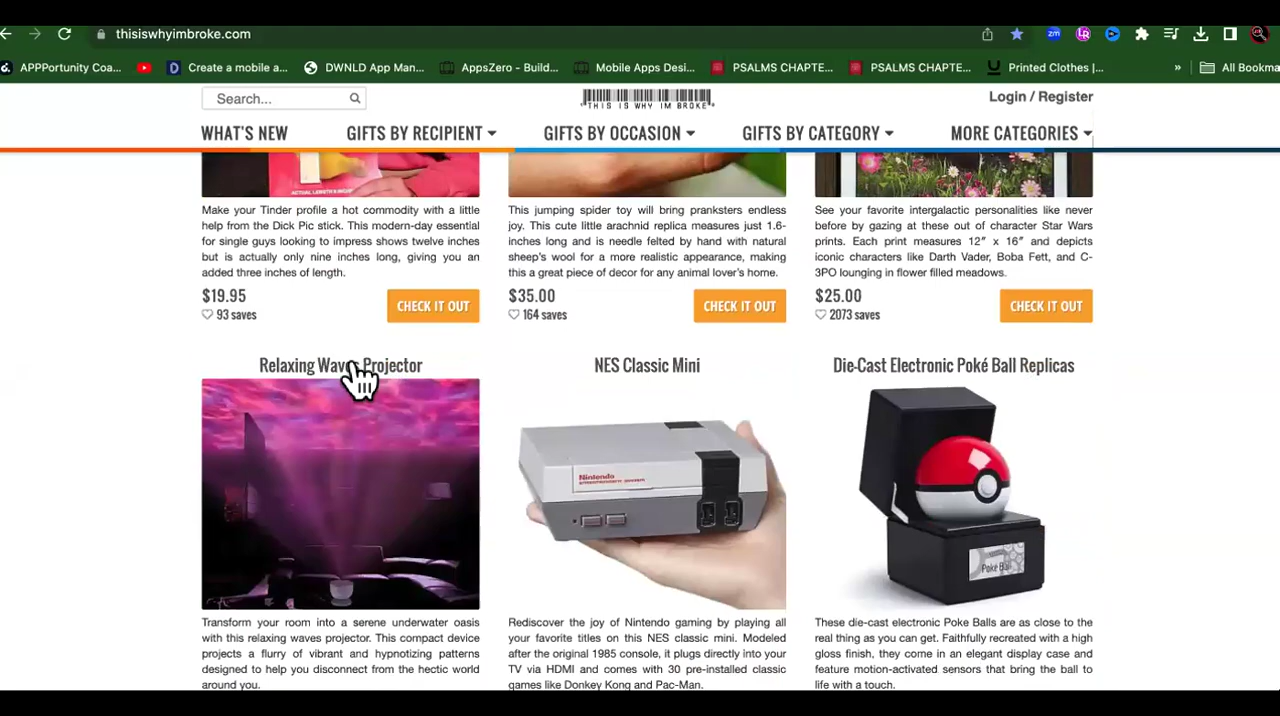 thisiswhyimbroke.com
APPPortunity Coa...
Create a mobile a...
DWNLD App Man...
AppsZero - Build...
Mobile Apps Desi...
PSALMS CHAPTE...
PSALMS CHAPTE...
Printed Clothes |...
»
All Bookma
Search...
THIS IS WHY IM BROKE
Login / Register
WHAT'S NEW
GIFTS BY RECIPIENT
GIFTS BY OCCASION
GIFTS BY CATEGORY
MORE CATEGORIES
ACTUAL LENGTH
Make your Tinder profile a hot commodity with a little
help from the Dick Pic stick. This modern-day essential
for single guys looking to impress shows twelve inches
but is actually only nine inches long, giving you an
added three inches of length.
$19.95
93 saves
CHECK IT OUT
This jumping spider toy will bring pranksters endless
joy. This cute little arachnid replica measures just 1.6-
inches long and is needle felted by hand with natural
sheep's wool for a more realistic appearance, making
this a great piece of decor for any animal lover's home.
$35.00
164 saves
CHECK IT OUT
See your favorite intergalactic personalities like never
before by gazing at these out of character Star Wars
prints. Each print measures 12″ x 16″ and depicts
iconic characters like Darth Vader, Boba Fett, and C-
3PO lounging in flower filled meadows.
$25.00
2073 saves
CHECK IT OUT
Relaxing Waves Projector
Transform your room into a serene underwater oasis
with this relaxing waves projector. This compact device
projects a flurry of vibrant and hypnotizing patterns
designed to help you disconnect from the hectic world
around you.
NES Classic Mini
Nintendo
Rediscover the joy of Nintendo gaming by playing all
your favorite titles on this NES classic mini. Modeled
after the original 1985 console, it plugs directly into your
TV via HDMI and comes with 30 pre-installed classic
games like Donkey Kong and Pac-Man.
Die-Cast Electronic Poké Ball Replicas
Poké Ball
These die-cast electronic Poke Balls are as close to the
real thing as you can get. Faithfully recreated with a high
gloss finish, they come in an elegant display case and
feature motion-activated sensors that bring the ball to
life with a touch.